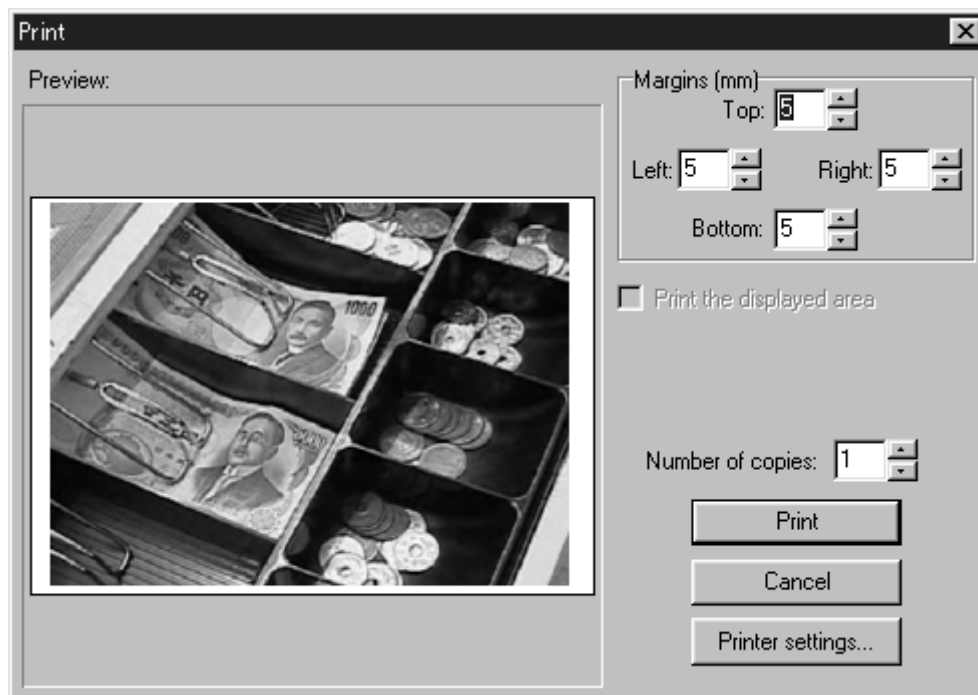 Print
Preview:
Margins (mm)
Top: 5
Left: 5 Right: 5
Bottom: 5
1000
Print the displayed area
Number of copies: 1
Print
Cancel
Printer settings...